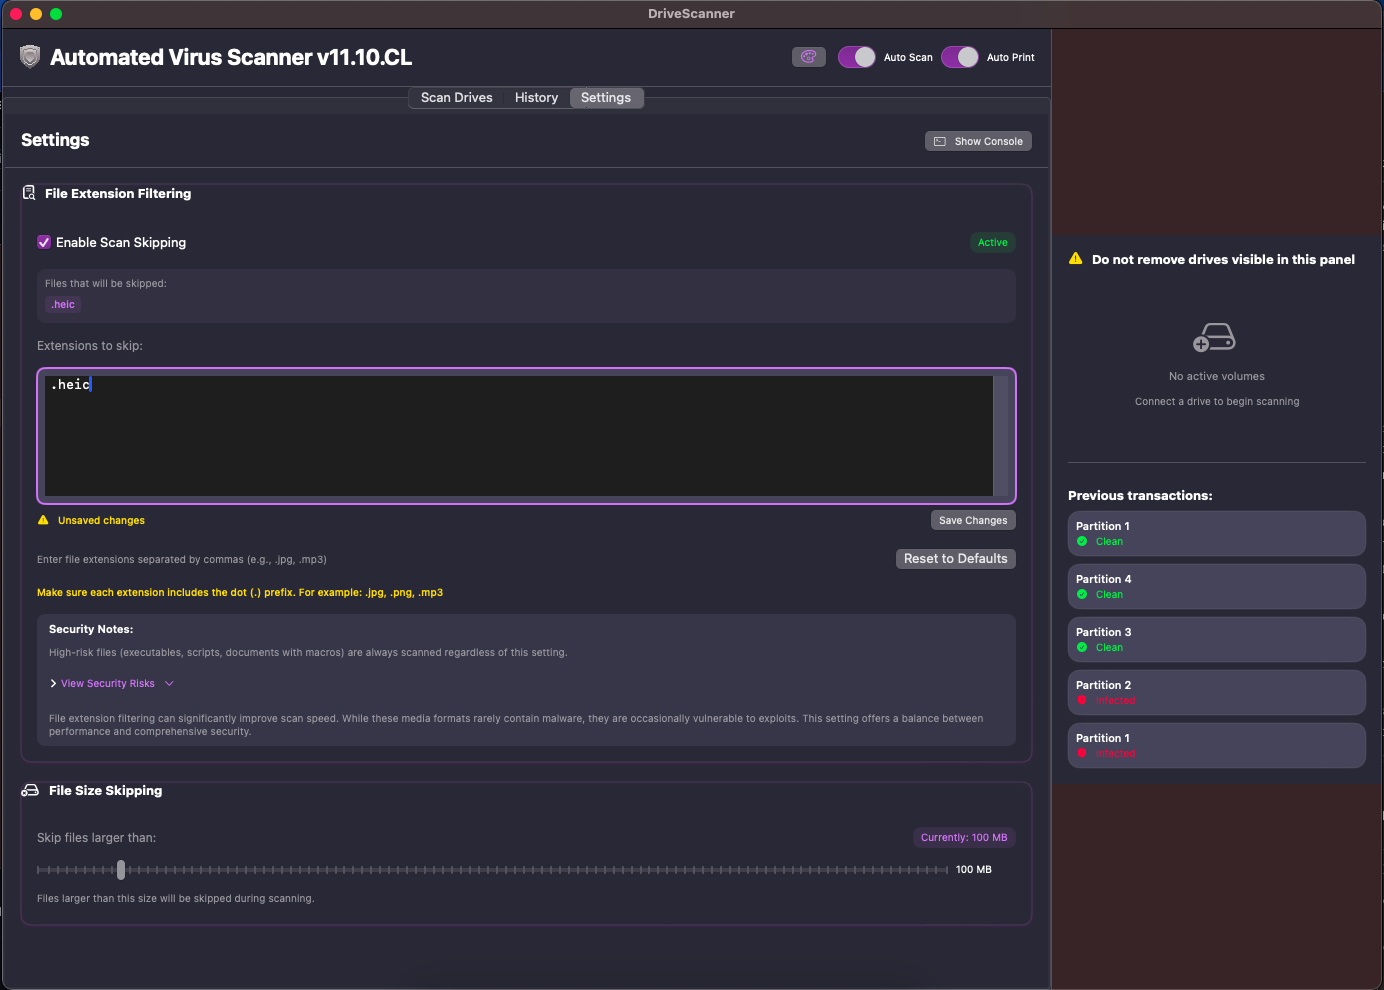 DriveScanner
Automated Virus Scanner v11.10.CL
Auto Scan
Auto Print
Scan Drives
History
Settings
Settings
Show Console
File Extension Filtering
Enable Scan Skipping
Active
Files that will be skipped:
.heic
Extensions to skip:
.heic
Unsaved changes
Save Changes
Enter file extensions separated by commas (e.g., .jpg, .mp3)
Reset to Defaults
Make sure each extension includes the dot (.) prefix. For example: .jpg, .png, .mp3
Security Notes:
High-risk files (executables, scripts, documents with macros) are always scanned regardless of this setting.
View Security Risks
File extension filtering can significantly improve scan speed. While these media formats rarely contain malware, they are occasionally vulnerable to exploits. This setting offers a balance between
performance and comprehensive security.
File Size Skipping
Skip files larger than:
Currently: 100 MB
100 MB
Files larger than this size will be skipped during scanning.
Do not remove drives visible in this panel
No active volumes
Connect a drive to begin scanning
Previous transactions:
Partition 1
Clean
Partition 4
Clean
Partition 3
Clean
Partition 2
Infected
Partition 1
Infected